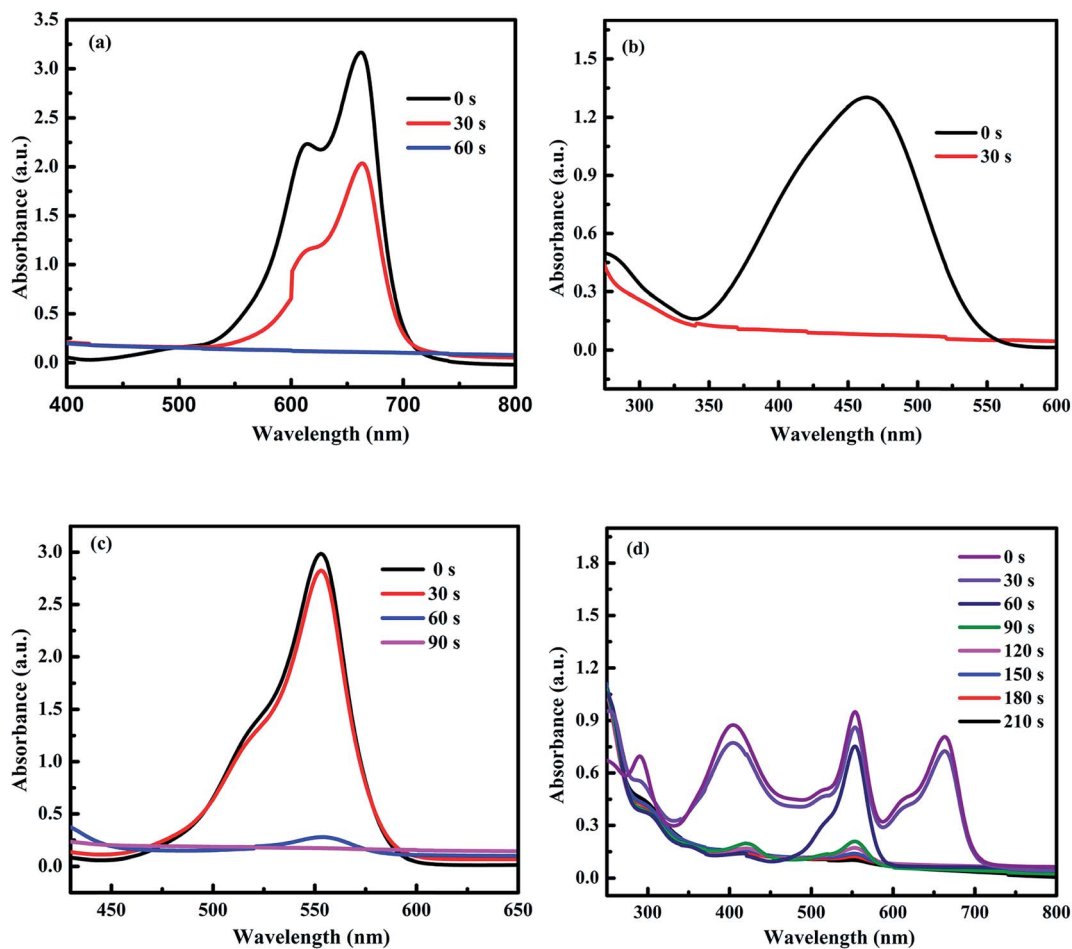 (a)
3.5
3.0
2.5
2.0
1.5
1.0
0.5
0.0
Absorbance (a.u.)
0 s
30 s
60 s
400 500 600 700 800
Wavelength (nm)
(b)
1.5
1.2
0.9
0.6
0.3
0.0
Absorbance (a.u.)
0 s
30 s
300 350 400 450 500 550 600
Wavelength (nm)
(c)
3.0
2.5
2.0
1.5
1.0
0.5
0.0
Absorbance (a.u.)
0 s
30 s
60 s
90 s
450 500 550 600 650
Wavelength (nm)
(d)
1.8
1.5
1.2
0.9
0.6
0.3
0.0
Absorbance (a.u.)
0 s
30 s
60 s
90 s
120 s
150 s
180 s
210 s
300 400 500 600 700 800
Wavelength (nm)